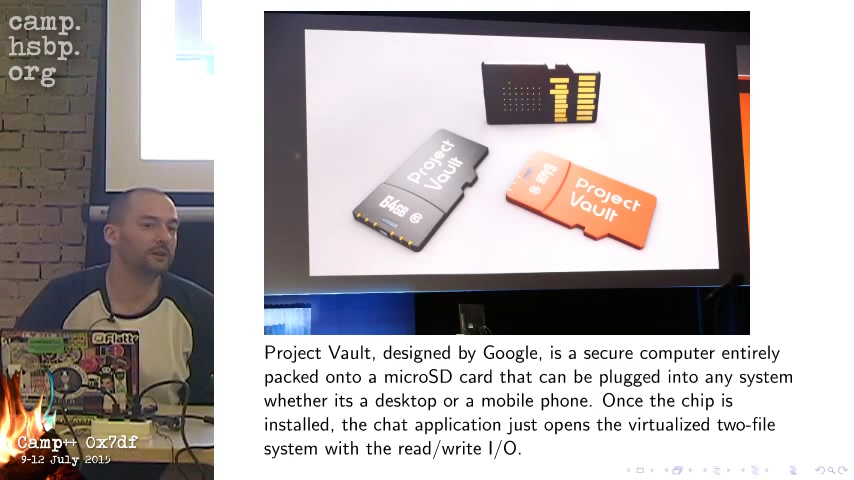 camp.
hsbp.
org
Project
Vault
64GB
Project
Vault
64GB
Flattr
Project Vault, designed by Google, is a secure computer entirely
packed onto a microSD card that can be plugged into any system
whether its a desktop or a mobile phone. Once the chip is
installed, the chat application just opens the virtualized two-file
system with the read/write I/O.
Camp++ 0x7df
9-12 July 2015